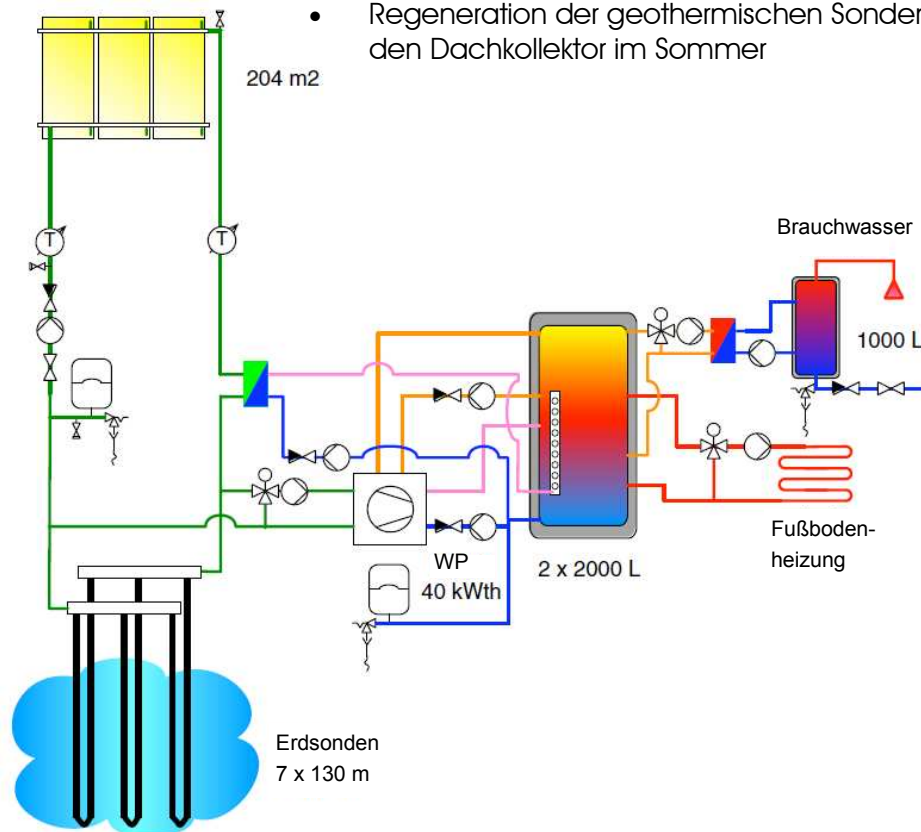 • Regeneration der geothermischen Sonden
den Dachkollektor im Sommer
204 m2
T
T
Brauchwasser
1000 L
WP
40 kWth
2 x 2000 L
Fußboden-
heizung
Erdsonden
7 x 130 m